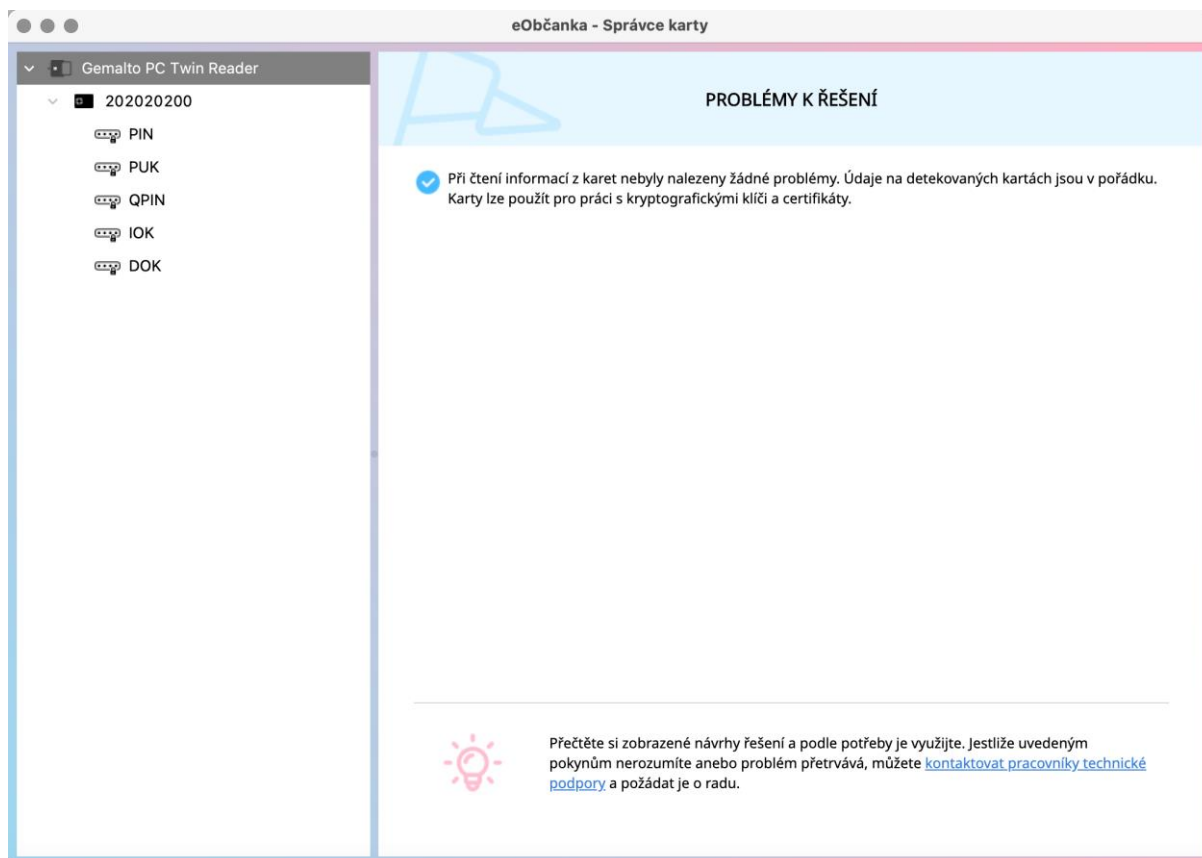 eObčanka - Správce karty
Gemalto PC Twin Reader
202020200
PIN
PUK
QPIN
IOK
DOK
PROBLÉMY K ŘEŠENÍ
Při čtení informací z karet nebyly nalezeny žádné problémy. Údaje na detekovaných kartách jsou v pořádku.
Karty lze použít pro práci s kryptografickými klíči a certifikáty.
Přečtěte si zobrazené návrhy řešení a podle potřeby je využijte. Jestliže uvedeným
pokynům nerozumíte anebo problém přetrvává, můžete kontaktovat pracovníky technické
podpory a požádat je o radu.